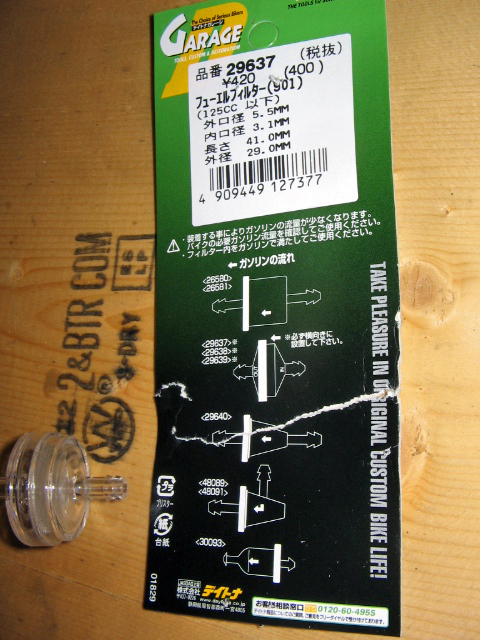 The Choice of Serious Bikers
GARAGE
TOOLS, CUSTOM & RESTORATION
品番 29637 (税抜)
¥420 (400)
フューエルフィルター(901)
(125CC 以下)
外口径 5.5MM
内口径 3.1MM
長さ 41.0MM
外径 29.0MM
4 909449 127377
・装着する事によりガソリンの流量が少なくなります。
バイクの必要ガソリン流量を確認してご使用ください。
・フィルター内をガソリンで満たしてご使用ください。
←ガソリンの流れ
<26580>
<26581>
<29637>※
<29638>※
<29639>※
※必ず横向きに
設置して下さい。
OUT
IN
<29640>
<48089>
<48091>
<30093>
TAKE PLEASURE IN ORIGINAL CUSTOM BIKE LIFE!
プラ
ブリスター
紙
台紙
01829
株式会社 デイトナ
お客様相談窓口 0120-60-4955
2&BTR COM